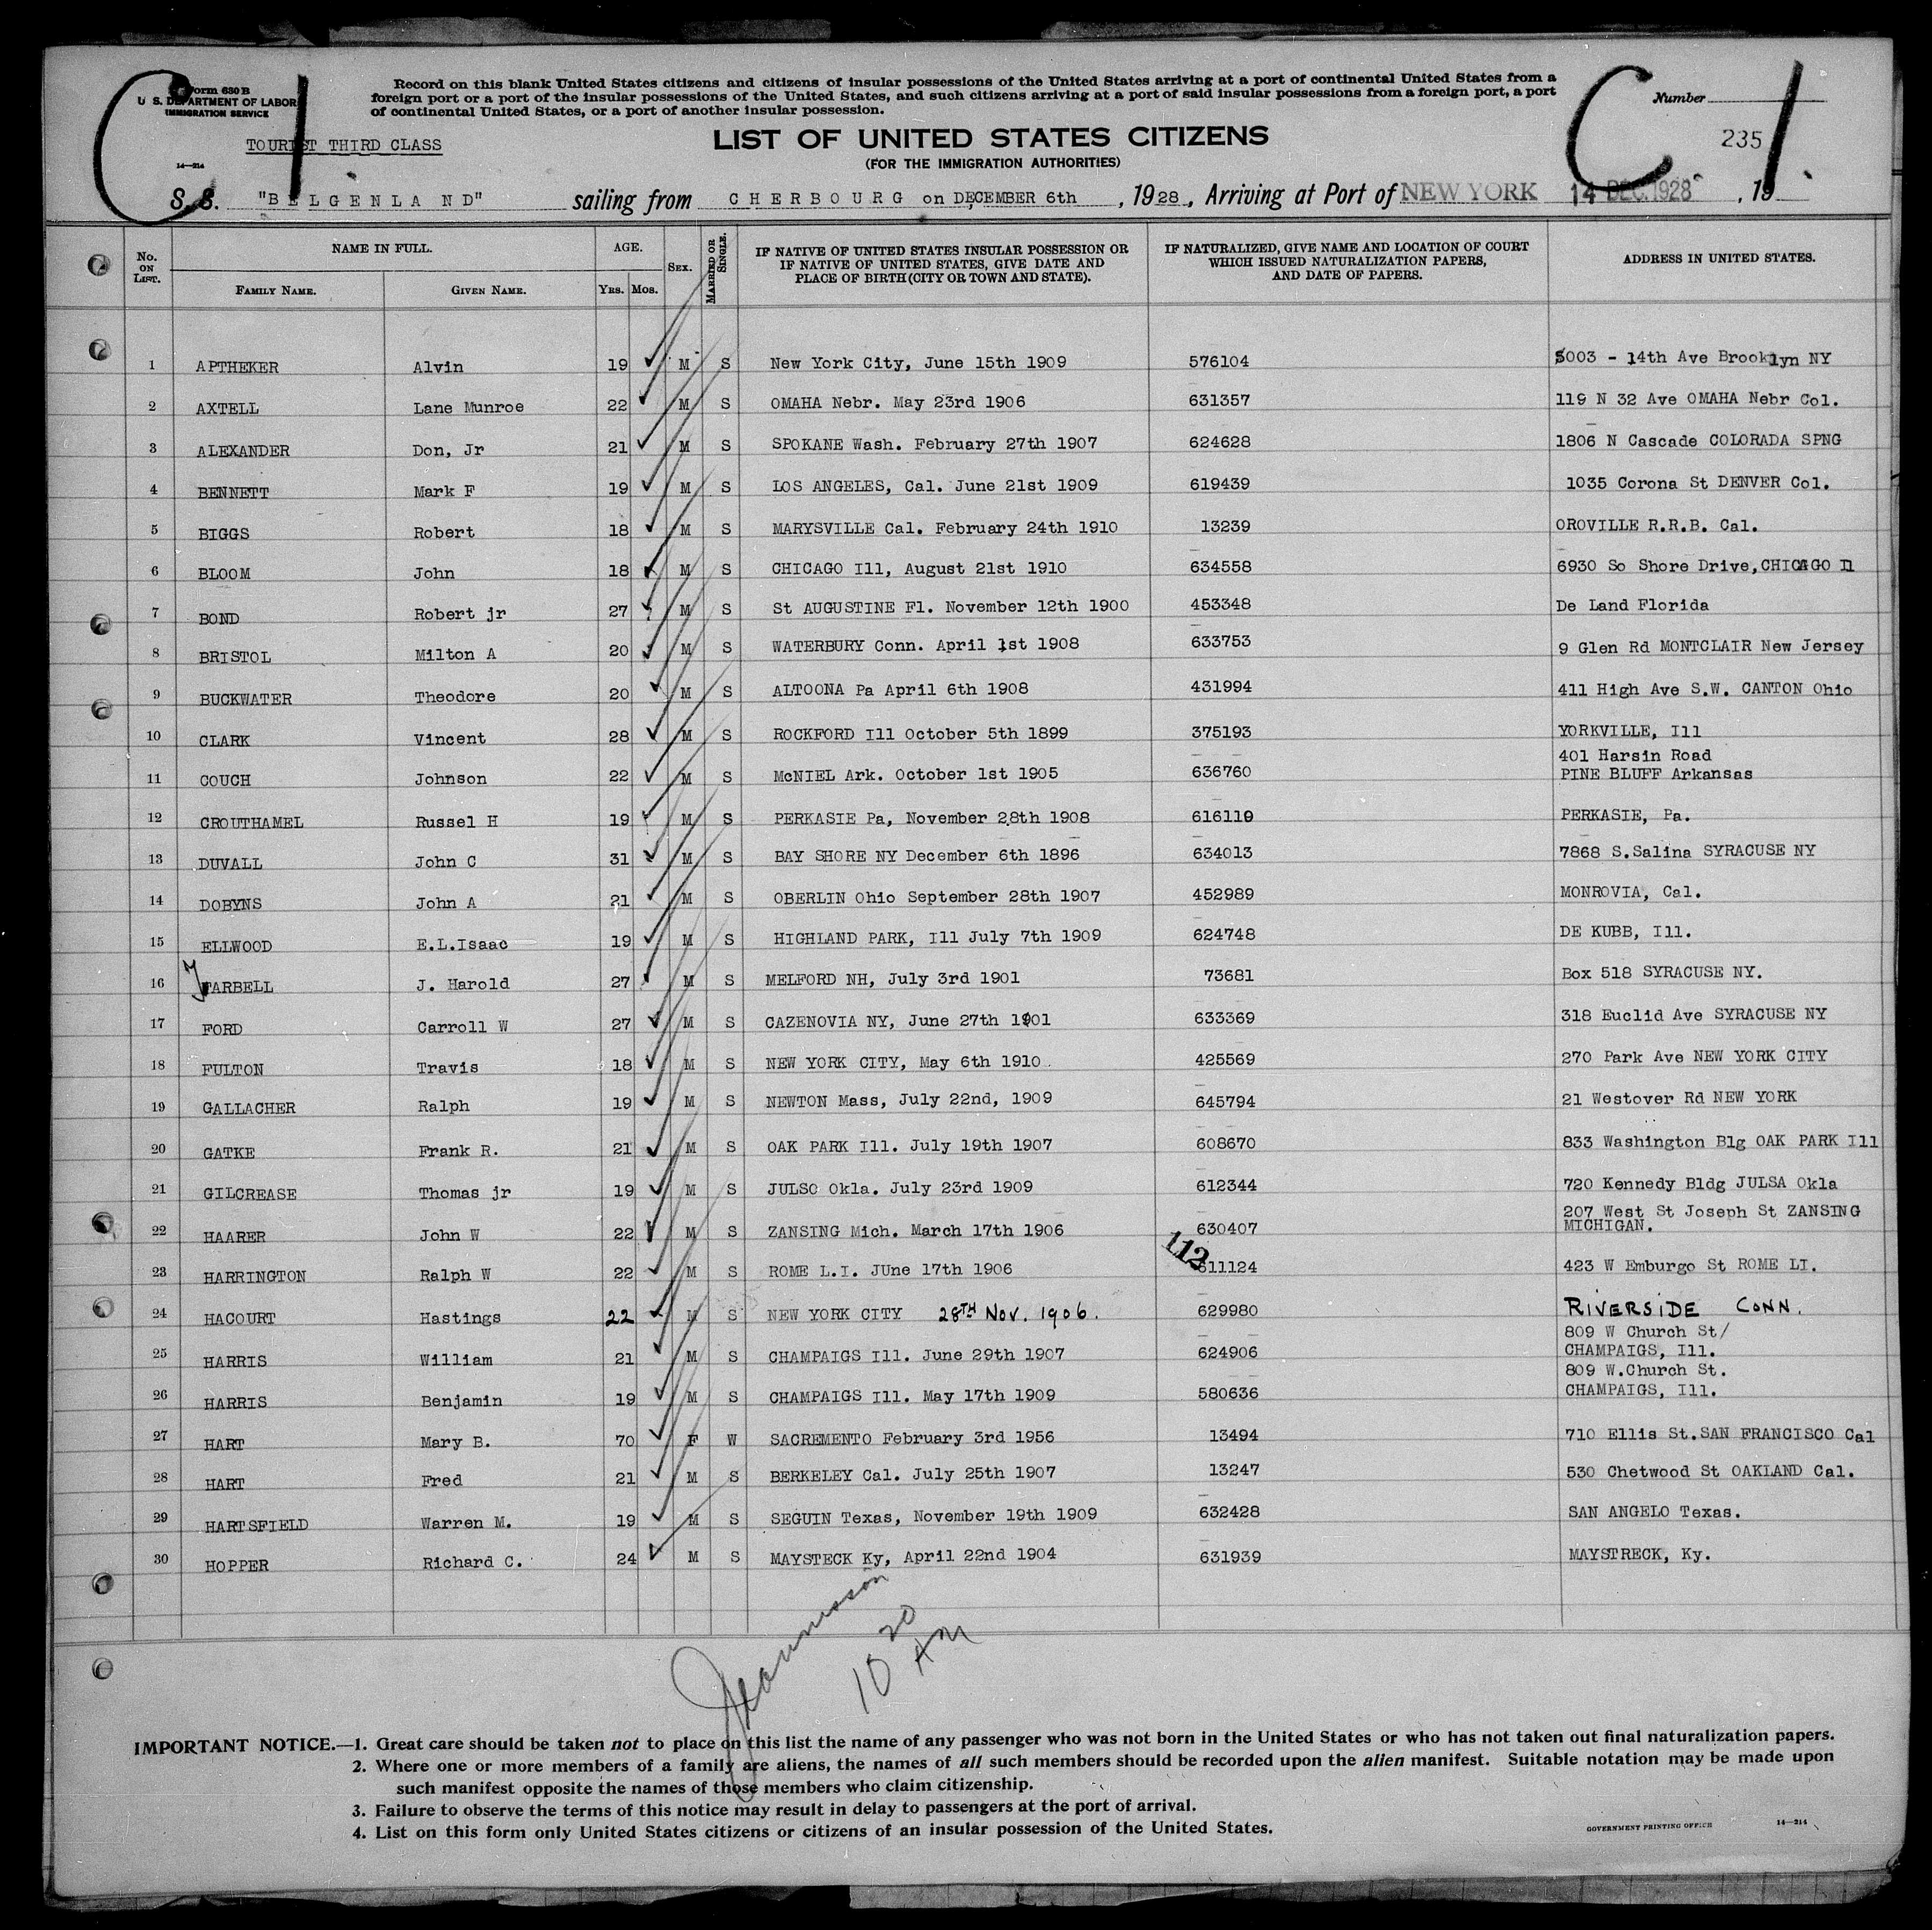 Form 630 B
U. S. DEPARTMENT OF LABOR
IMMIGRATION SERVICE
Record on this blank United States citizens and citizens of insular possessions of the United States arriving at a port of continental United States from a
foreign port or a port of the insular possessions of the United States, and such citizens arriving at a port of said insular possessions from a foreign port, a port
of continental United States, or a port of another insular possession.
Number
C 1
C 1
TOURIST THIRD CLASS
14—214
LIST OF UNITED STATES CITIZENS
(FOR THE IMMIGRATION AUTHORITIES)
235
S. S. "BELGENLAND" sailing from CHERBOURG on DECEMBER 6th, 1928, Arriving at Port of NEW YORK 14 DEC. 1928, 19
No. ON LIST. NAME IN FULL. FAMILY NAME. GIVEN NAME. AGE. YRS. MOS. SEX. MARRIED OR SINGLE. IF NATIVE OF UNITED STATES INSULAR POSSESSION OR IF NATIVE OF UNITED STATES, GIVE DATE AND PLACE OF BIRTH (CITY OR TOWN AND STATE). IF NATURALIZED, GIVE NAME AND LOCATION OF COURT WHICH ISSUED NATURALIZATION PAPERS, AND DATE OF PAPERS. ADDRESS IN UNITED STATES.
1 APTHEKER Alvin 19 M S New York City, June 15th 1909 576104 5003 - 14th Ave Brooklyn NY
2 AXTELL Lane Munroe 22 M S OMAHA Nebr. May 23rd 1906 631357 119 N 32 Ave OMAHA Nebr Col.
3 ALEXANDER Don, Jr 21 M S SPOKANE Wash. February 27th 1907 624628 1806 N Cascade COLORADA SPNG
4 BENNETT Mark F 19 M S LOS ANGELES, Cal. June 21st 1909 619439 1035 Corona St DENVER Col.
5 BIGGS Robert 18 M S MARYSVILLE Cal. February 24th 1910 13239 OROVILLE R.R.B. Cal.
6 BLOOM John 18 M S CHICAGO Ill, August 21st 1910 634558 6930 So Shore Drive, CHICAGO Il
7 BOND Robert jr 27 M S St AUGUSTINE Fl. November 12th 1900 453348 De Land Florida
8 BRISTOL Milton A 20 M S WATERBURY Conn. April 1st 1908 633753 9 Glen Rd MONTCLAIR New Jersey
9 BUCKWATER Theodore 20 M S ALTOONA Pa April 6th 1908 431994 411 High Ave S.W. CANTON Ohio
10 CLARK Vincent 28 M S ROCKFORD Ill October 5th 1899 375193 YORKVILLE, Ill
401 Harsin Road
11 COUCH Johnson 22 M S McNIEL Ark. October 1st 1905 636760 PINE BLUFF Arkansas
12 CROUTHAMEL Russel H 19 M S PERKASIE Pa, November 28th 1908 616119 PERKASIE, Pa.
13 DUVALL John C 31 M S BAY SHORE NY December 6th 1896 634013 7868 S.Salina SYRACUSE NY
14 DOBYNS John A 21 M S OBERLIN Ohio September 28th 1907 452989 MONROVIA, Cal.
15 ELLWOOD E.L.Isaac 19 M S HIGHLAND PARK, Ill July 7th 1909 624748 DE KUBB, Ill.
16 TARBELL J. Harold 27 M S MELFORD NH, July 3rd 1901 73681 Box 518 SYRACUSE NY.
17 FORD Carroll W 27 M S CAZENOVIA NY, June 27th 1901 633369 318 Euclid Ave SYRACUSE NY
18 FULTON Travis 18 M S NEW YORK CITY, May 6th 1910. 425569 270 Park Ave NEW YORK CITY
19 GALLACHER Ralph 19 M S NEWTON Mass, July 22nd, 1909 645794 21 Westover Rd NEW YORK
20 GATKE Frank R. 21 M S OAK PARK Ill. July 19th 1907 608670 833 Washington Blg OAK PARK Ill
21 GILCREASE Thomas jr 19 M S JULSO Okla. July 23rd 1909 612344 720 Kennedy Bldg JULSA Okla
207 West St Joseph St ZANSING
22 HAARER John W 22 M S ZANSING Mich. March 17th 1906 630407 MICHIGAN.
112
23 HARRINGTON Ralph W 22 M S ROME L.I. JUne 17th 1906 611124 423 W Emburgo St ROME LI.
24 HACOURT Hastings 22 M S NEW YORK CITY 28TH Nov. 1906. 629980 RIVERSIDE CONN.
809 W Church St/
25 HARRIS William 21 M S CHAMPAIGS Ill. June 29th 1907 624906 CHAMPAIGS, Ill.
809 W.Church St.
26 HARRIS Benjamin 19 M S CHAMPAIGS Ill. May 17th 1909 580636 CHAMPAIGS, Ill.
27 HART Mary B. 70 F W SACREMENTO February 3rd 1956 13494 710 Ellis St.SAN FRANCISCO Cal
28 HART Fred 21 M S BERKELEY Cal. July 25th 1907 13247 530 Chetwood St OAKLAND Cal.
29 HARTSFIELD Warren M. 19 M S SEGUIN Texas, November 19th 1909 632428 SAN ANGELO Texas.
30 HOPPER Richard C. 24 M S MAYSTECK Ky, April 22nd 1904 631939 MAYSTRECK, Ky.
10 20 AM
IMPORTANT NOTICE.—1. Great care should be taken not to place on this list the name of any passenger who was not born in the United States or who has not taken out final naturalization papers.
2. Where one or more members of a family are aliens, the names of all such members should be recorded upon the alien manifest. Suitable notation may be made upon
such manifest opposite the names of those members who claim citizenship.
3. Failure to observe the terms of this notice may result in delay to passengers at the port of arrival.
4. List on this form only United States citizens or citizens of an insular possession of the United States.
GOVERNMENT PRINTING OFFICE 14—214